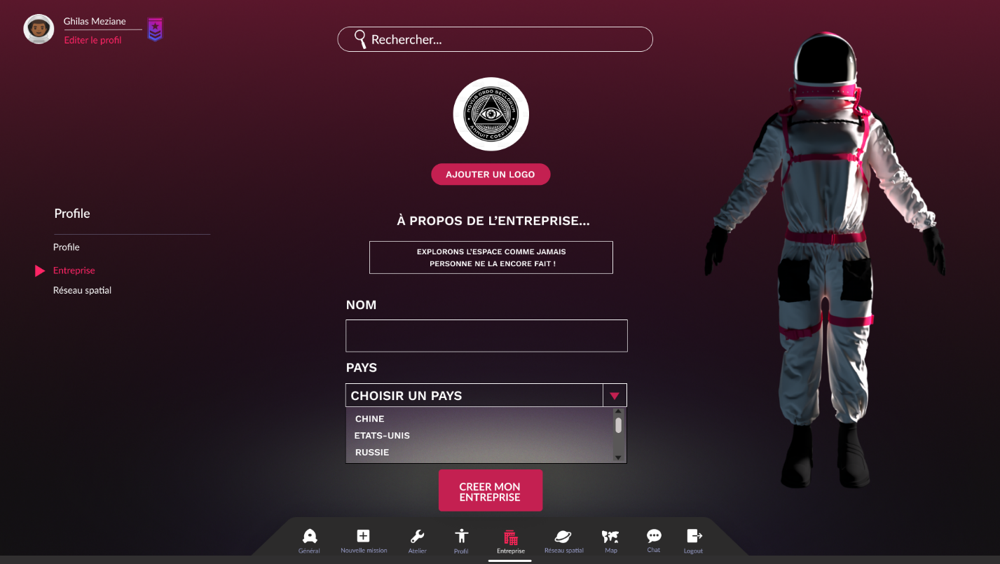 Ghilas Meziane
Editer le profil
Rechercher...
NOVUS ORDO SECLORUM
ANNUIT COEPTIS
AJOUTER UN LOGO
Profile
Profile
Entreprise
Réseau spatial
À PROPOS DE L'ENTREPRISE...
EXPLORONS L'ESPACE COMME JAMAIS
PERSONNE NE LA ENCORE FAIT !
NOM
PAYS
CHOISIR UN PAYS
CHINE
ETATS-UNIS
RUSSIE
CREER MON
ENTREPRISE
Général
Nouvelle mission
Atelier
Profil
Entreprise
Réseau spatial
Map
Chat
Logout